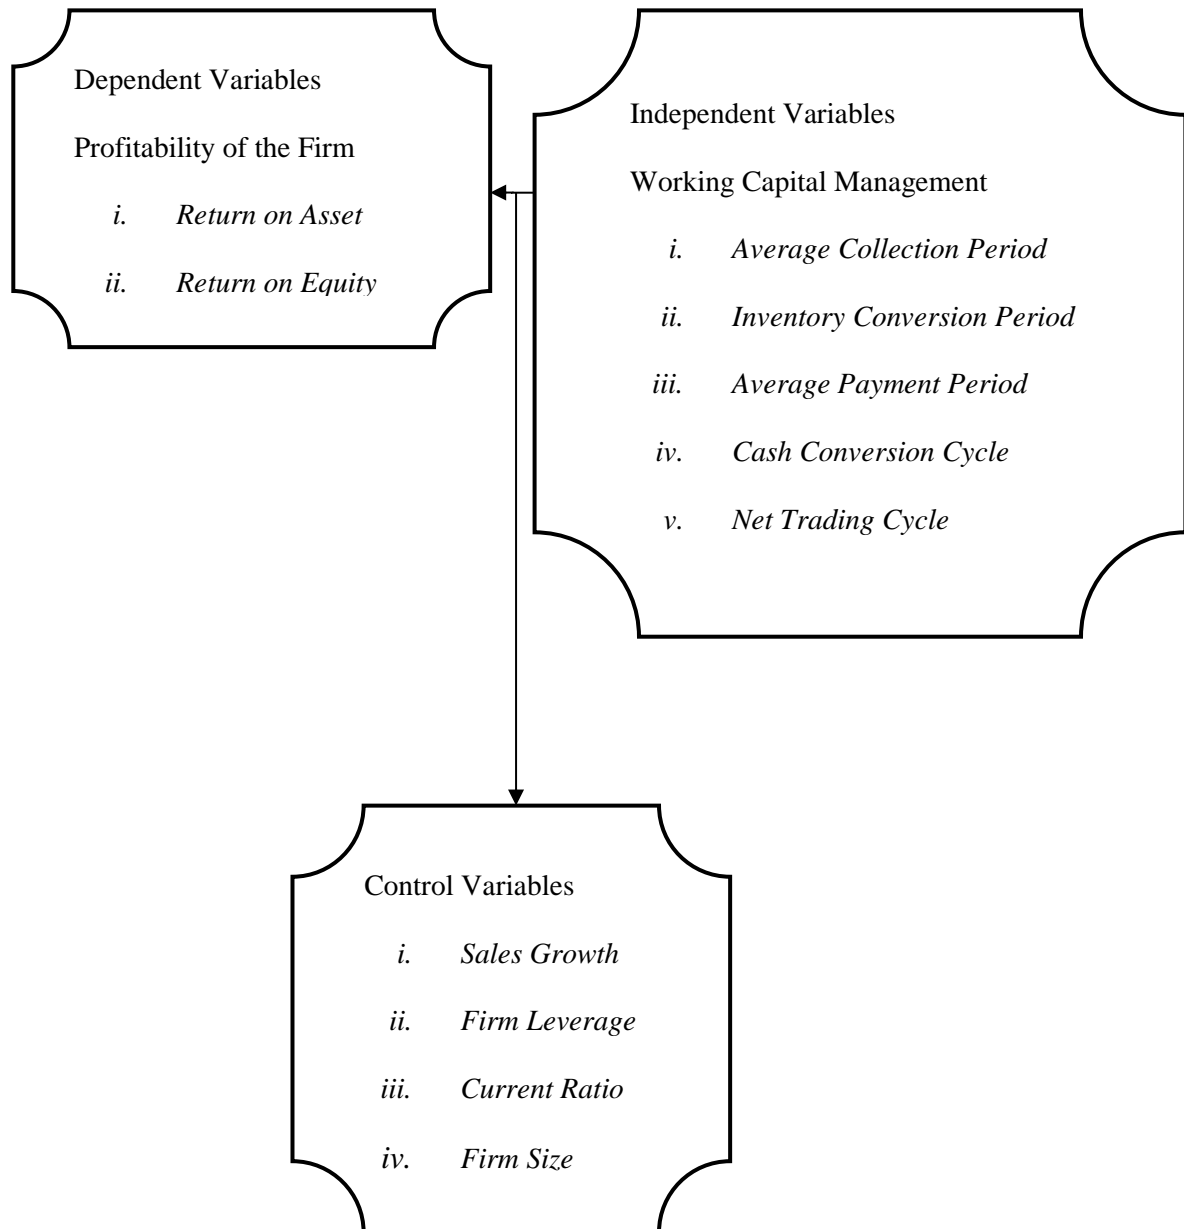 Dependent Variables
Profitability of the Firm
i. Return on Asset
ii. Return on Equity
Independent Variables
Working Capital Management
i. Average Collection Period
ii. Inventory Conversion Period
iii. Average Payment Period
iv. Cash Conversion Cycle
v. Net Trading Cycle
Control Variables
i. Sales Growth
ii. Firm Leverage
iii. Current Ratio
iv. Firm Size